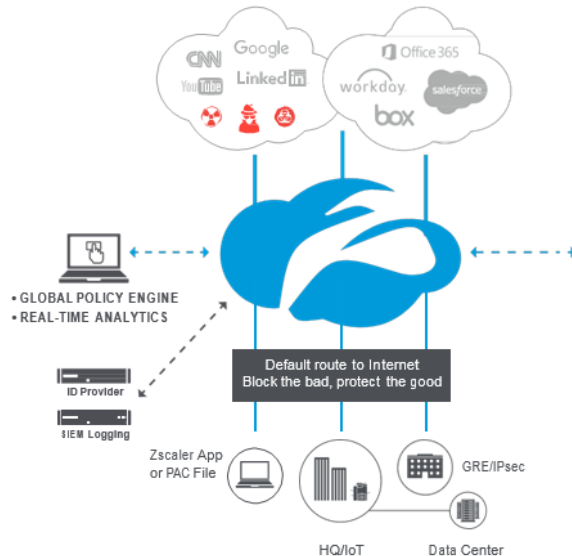 CNN
Google
YouTube
LinkedIn
Office 365
workday
salesforce
box
• GLOBAL POLICY ENGINE
• REAL-TIME ANALYTICS
ID Provider
SIEM Logging
Default route to Internet
Block the bad, protect the good
Zscaler App
or PAC File
GRE/IPsec
HQ/IoT
Data Center